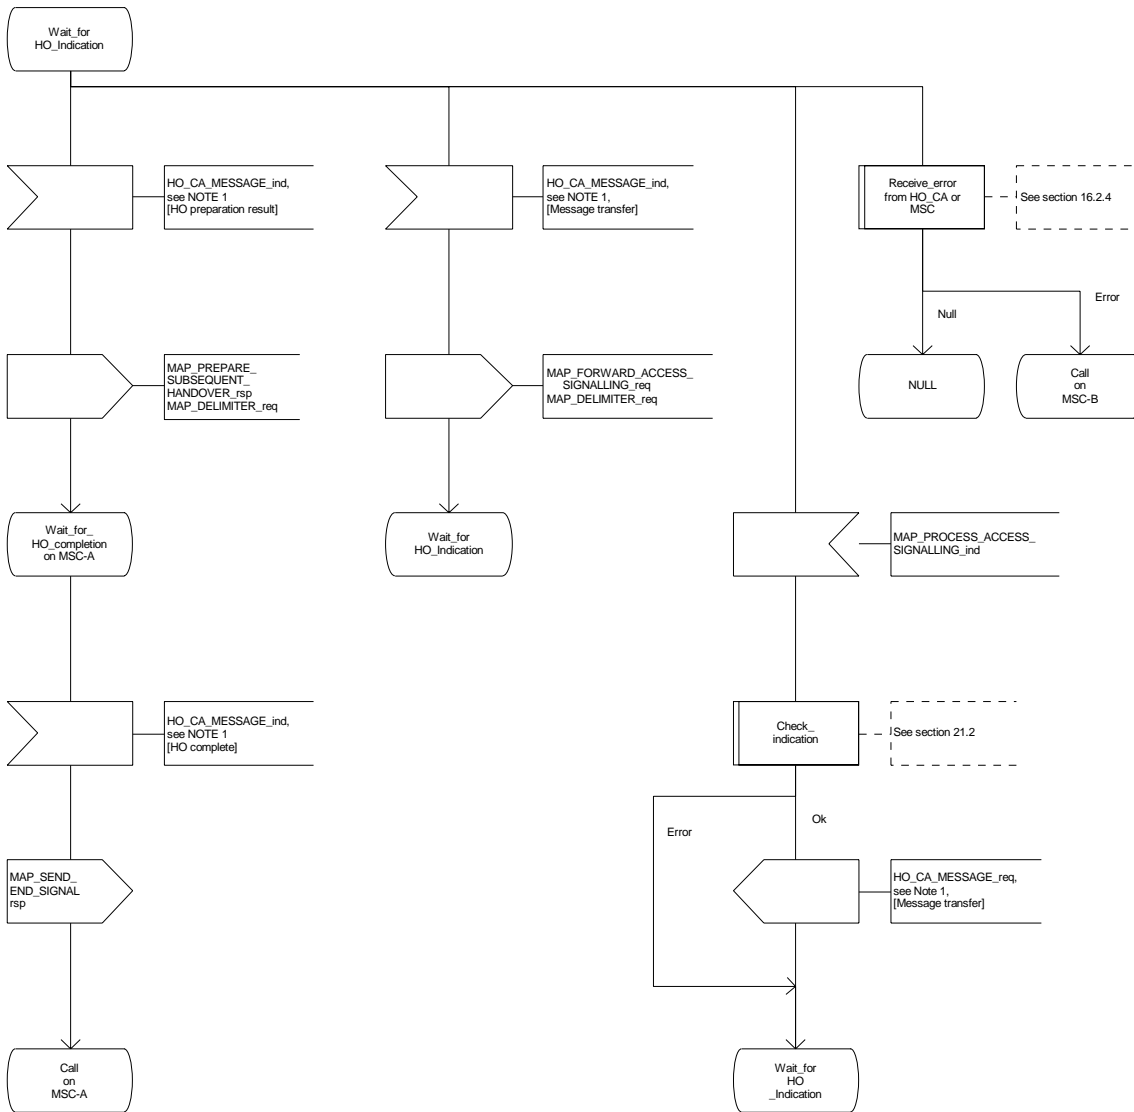 Wait_for
HO_Indication
HO_CA_MESSAGE_ind,
see NOTE 1
[HO preparation result]
HO_CA_MESSAGE_ind,
see NOTE 1,
[Message transfer]
Receive_error
from HO_CA or
MSC
See section 16.2.4
Null
Error
MAP_PREPARE_
SUBSEQUENT_
HANDOVER_rsp
MAP_DELIMITER_req
MAP_FORWARD_ACCESS_
SIGNALLING_req
MAP_DELIMITER_req
NULL
Call
on
MSC-B
Wait_for_
HO_completion
on MSC-A
Wait_for
HO_Indication
MAP_PROCESS_ACCESS_
SIGNALLING_ind
HO_CA_MESSAGE_ind,
see NOTE 1
[HO complete]
Check_
indication
See section 21.2
Error
Ok
MAP_SEND_
END_SIGNAL
rsp
HO_CA_MESSAGE_req,
see Note 1,
[Message transfer]
Call
on
MSC-A
Wait_for
HO
_Indication